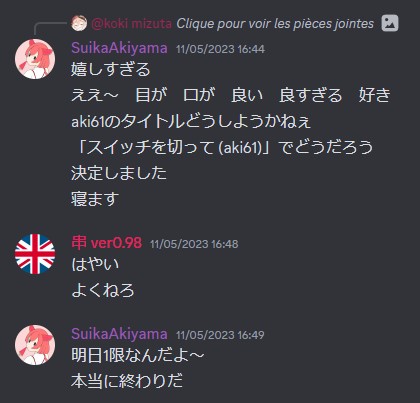 @koki mizuta Clique pour voir les pièces jointes
SuikaAkiyama 11/05/2023 16:44
嬉しすぎる
ええ～　目が　口が　良い　良すぎる　好き
aki61のタイトルどうしようかねぇ
「スイッチを切って (aki61)」でどうだろう
決定しました
寝ます
串 ver0.98 11/05/2023 16:48
はやい
よくねろ
SuikaAkiyama 11/05/2023 16:49
明日1限なんだよ～
本当に終わりだ